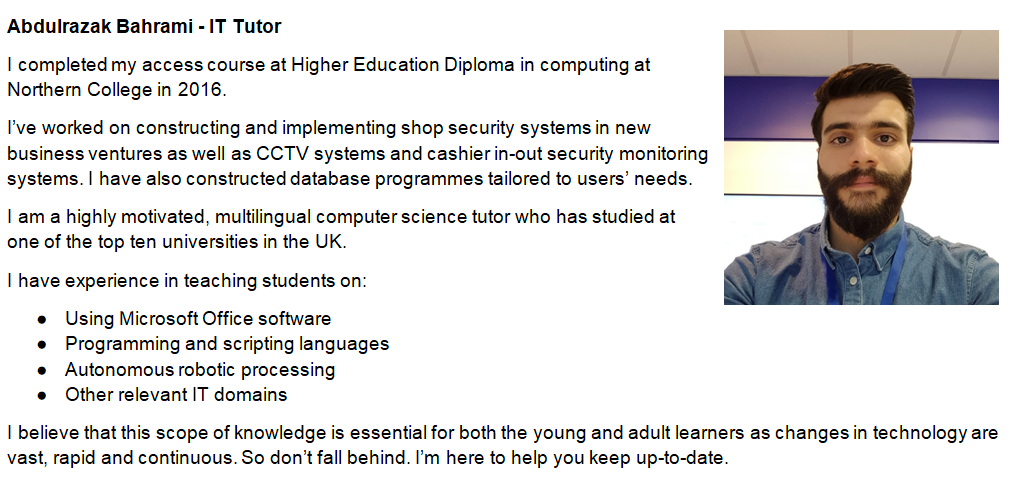 Abdulrazak Bahrami - IT Tutor
I completed my access course at Higher Education Diploma in computing at
Northern College in 2016.
I've worked on constructing and implementing shop security systems in new
business ventures as well as CCTV systems and cashier in-out security monitoring
systems. I have also constructed database programmes tailored to users' needs.
I am a highly motivated, multilingual computer science tutor who has studied at
one of the top ten universities in the UK.
I have experience in teaching students on:
● Using Microsoft Office software
● Programming and scripting languages
● Autonomous robotic processing
● Other relevant IT domains
I believe that this scope of knowledge is essential for both the young and adult learners as changes in technology are
vast, rapid and continuous. So don't fall behind. I'm here to help you keep up-to-date.